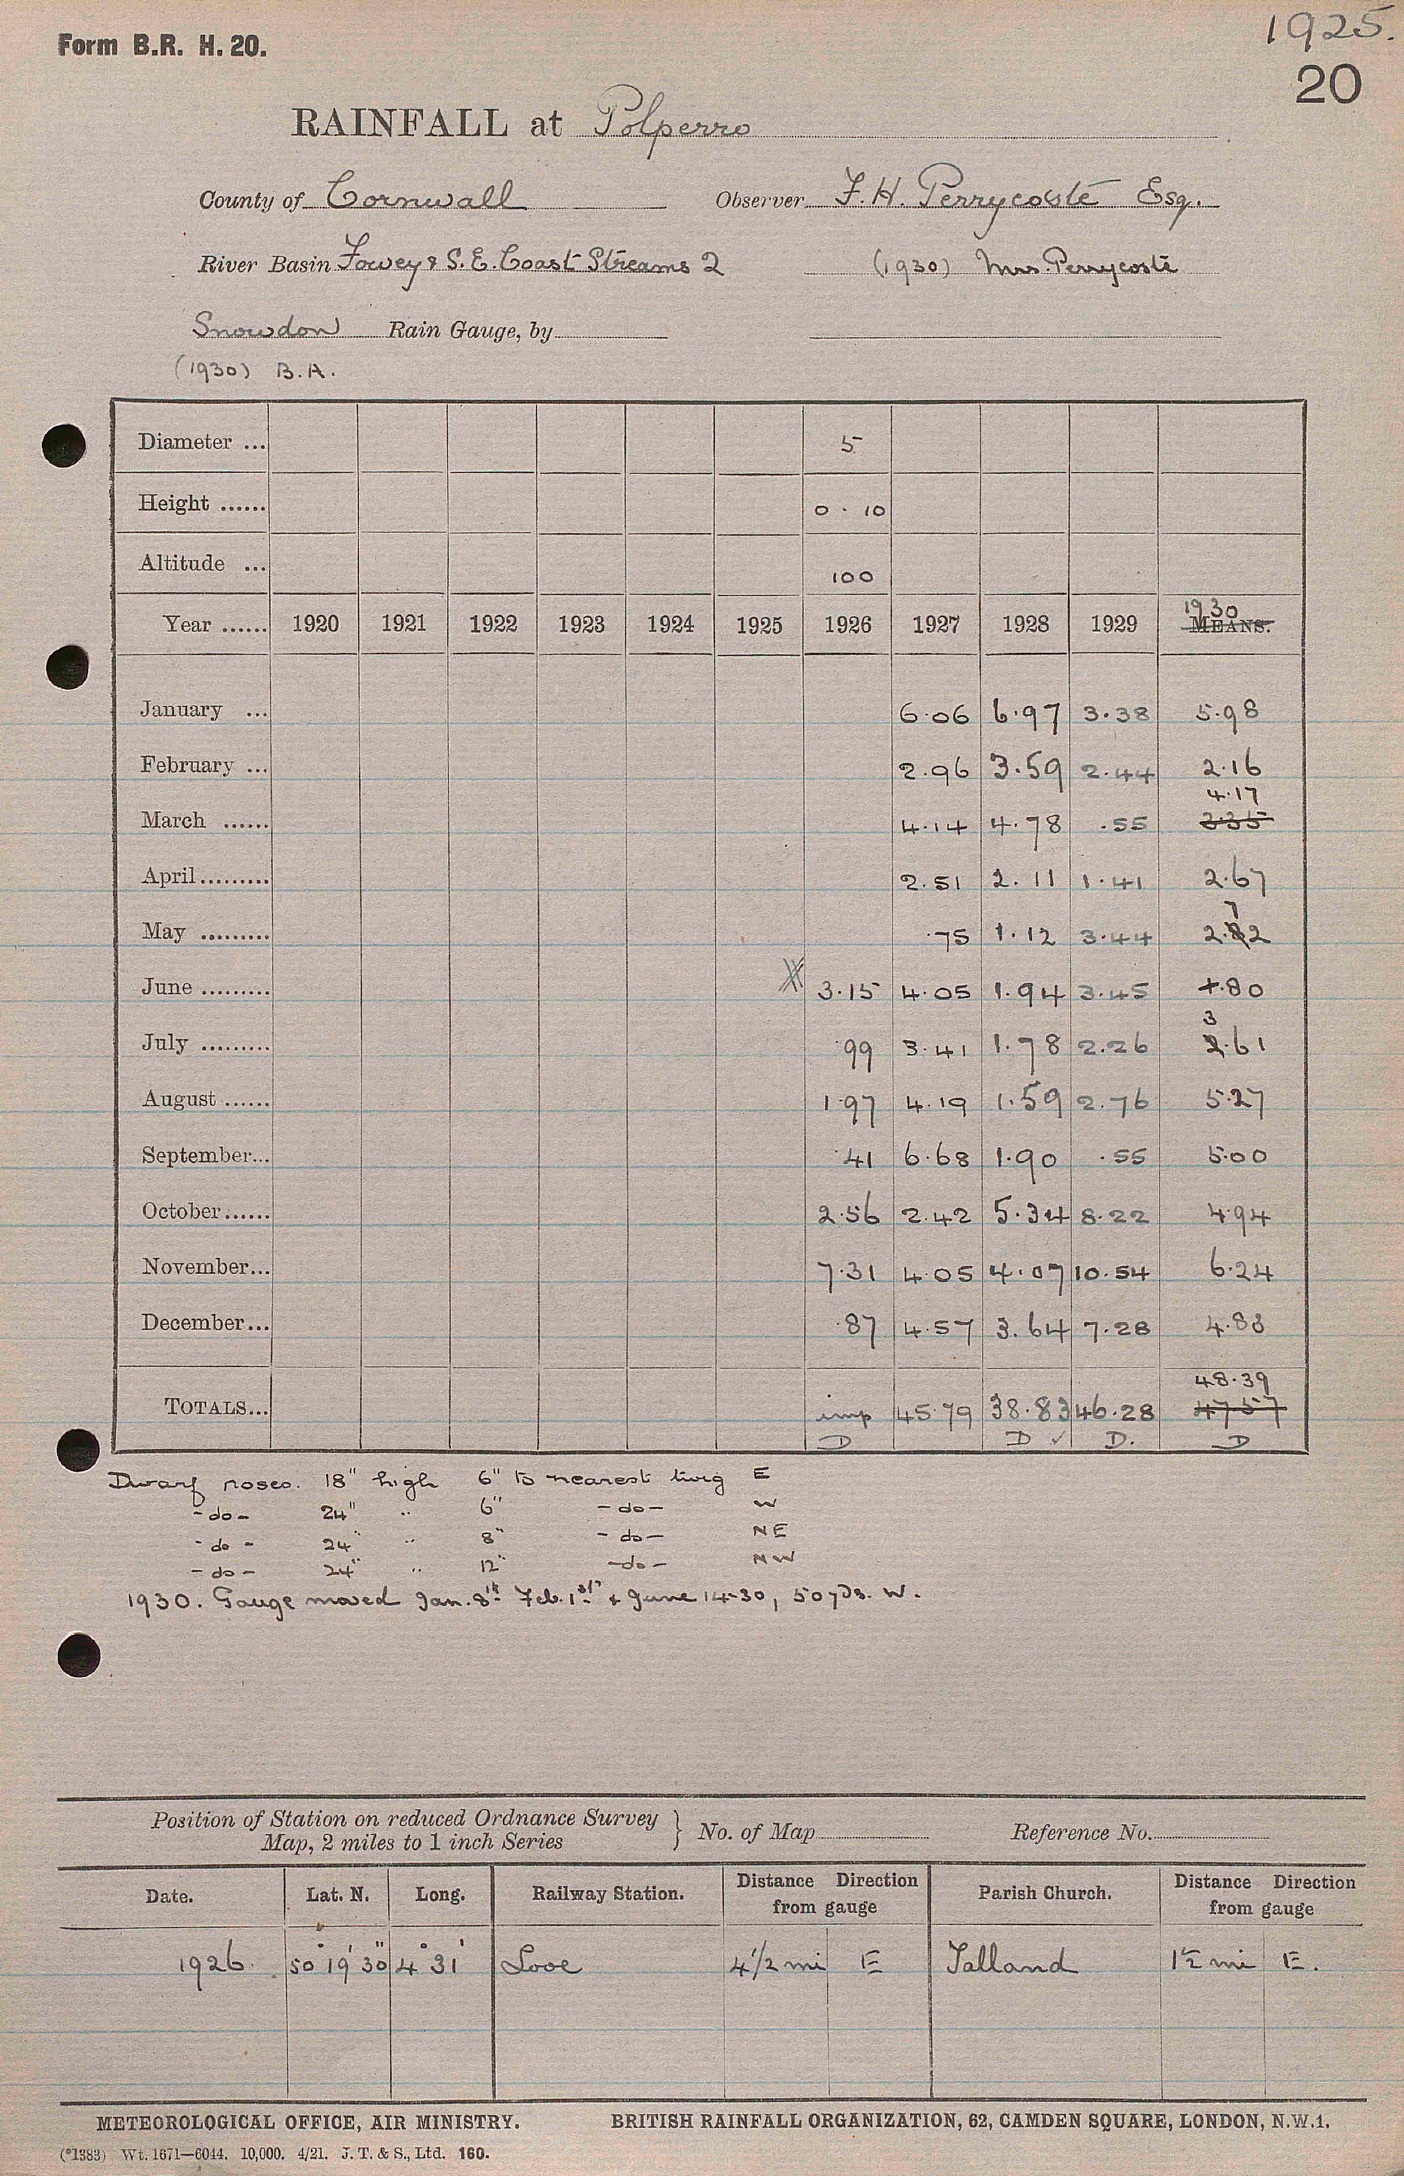 1925.
Form B.R. H. 20.
20
RAINFALL at Polperro
County of Cornwall Observer F. H. Perrycoste Esq.
River Basin Fowey & S.E. Coast Streams 2 (1930) Mrs. Perrycoste
Snowdon Rain Gauge, by
(1930) B.A.
Diameter ... 5
Height ...... 0 · 10
Altitude ... 100
1930
Year ...... 1920 1921 1922 1923 1924 1925 1926 1927 1928 1929 MEANS.
January ... 6·06 6·97 3·38 5·98
February ... 2·96 3·59 2·44 2·16
4·17
March ...... 4·14 4·78 ·55 3·35
April ......... 2·51 2·11 1·41 2·67
7
May ......... ·75 1·12 3·44 2·82
June ......... 3·15 4·05 1·94 3·45 ·80
3
July ......... ·99 3·41 1·78 2·26 2·61
August ...... 1·97 4·19 1·59 2·76 5·27
September... ·41 6·68 1·90 ·55 5·00
October ...... 2·56 2·42 5·34 8·22 4·94
November... 7·31 4·05 4·07 10·54 6·24
December... ·87 4·57 3·64 7·28 4·83
48·39
TOTALS... imp 45·79 38·83 46·28 47·57
D D ✓ D. D
Dwarf roses. 18" high 6" to nearest twig E
-do- 24" " 6" -do- W
-do- 24" " 8" -do- NE
-do- 24" " 12" -do- NW
1930. Gauge moved Jan. 8th Feb. 1st & June 14-30, 50 yds. W.
Position of Station on reduced Ordnance Survey
Map, 2 miles to 1 inch Series } No. of Map Reference No.
Date. Lat. N. Long. Railway Station. Distance Direction from gauge Parish Church. Distance Direction from gauge
1926. 50° 19' 30" 4° 31' Looe 4 1/2 mi E Talland 1 1/2 mi E.
METEOROLOGICAL OFFICE, AIR MINISTRY. BRITISH RAINFALL ORGANIZATION, 62, CAMDEN SQUARE, LONDON, N.W.1.
(*1383) Wt. 1671—6044. 10,000. 4/21. J. T. & S., Ltd. 160.